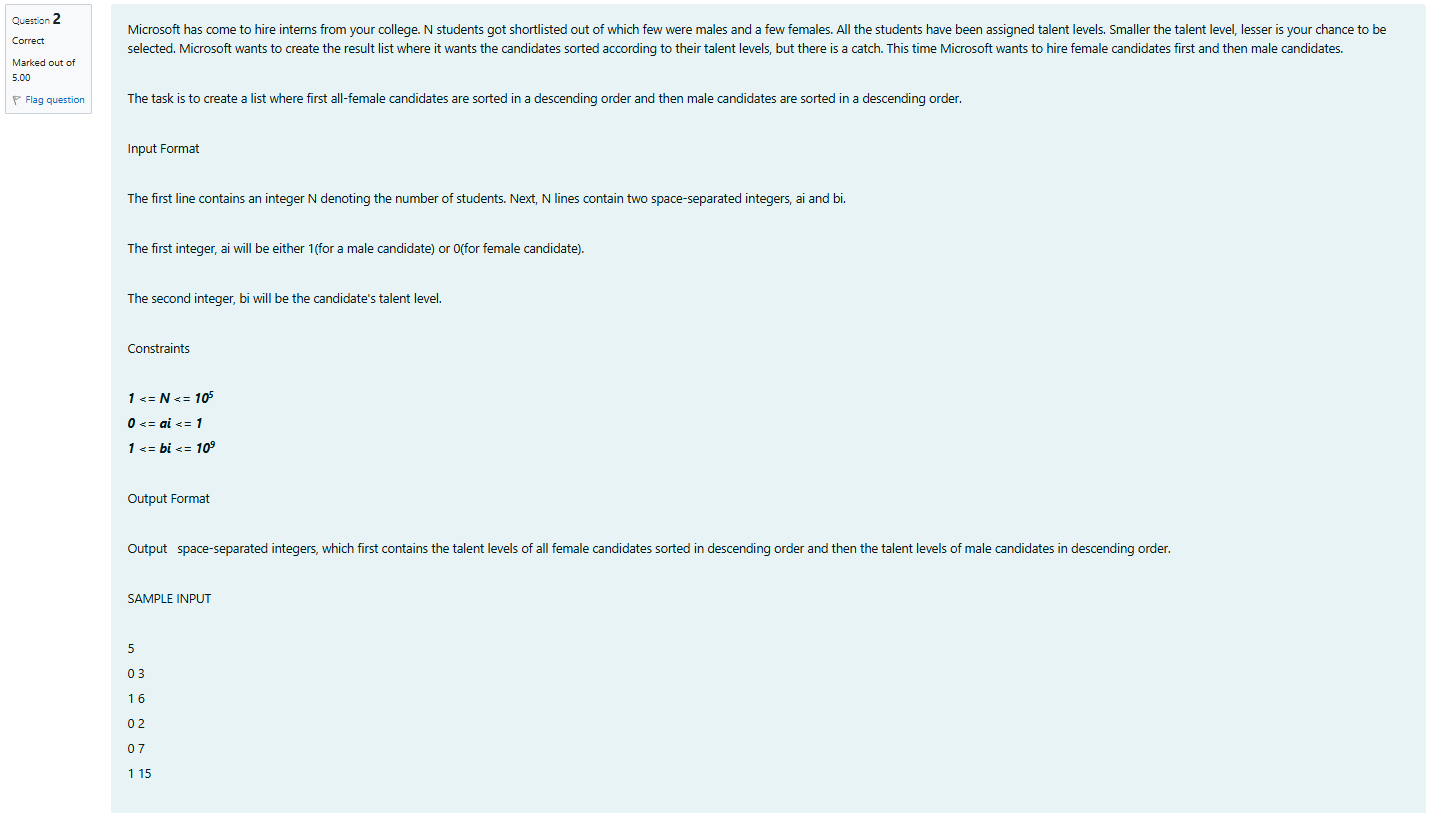 Question 2
Correct
Marked out of
5.00
Flag question
Microsoft has come to hire interns from your college. N students got shortlisted out of which few were males and a few females. All the students have been assigned talent levels. Smaller the talent level, lesser is your chance to be
selected. Microsoft wants to create the result list where it wants the candidates sorted according to their talent levels, but there is a catch. This time Microsoft wants to hire female candidates first and then male candidates.
The task is to create a list where first all-female candidates are sorted in a descending order and then male candidates are sorted in a descending order.
Input Format
The first line contains an integer N denoting the number of students. Next, N lines contain two space-separated integers, ai and bi.
The first integer, ai will be either 1(for a male candidate) or 0(for female candidate).
The second integer, bi will be the candidate's talent level.
Constraints
1 <= N <= 10⁵
0 <= ai <= 1
1 <= bi <= 10⁹
Output Format
Output space-separated integers, which first contains the talent levels of all female candidates sorted in descending order and then the talent levels of male candidates in descending order.
SAMPLE INPUT
5
0 3
1 6
0 2
0 7
1 15